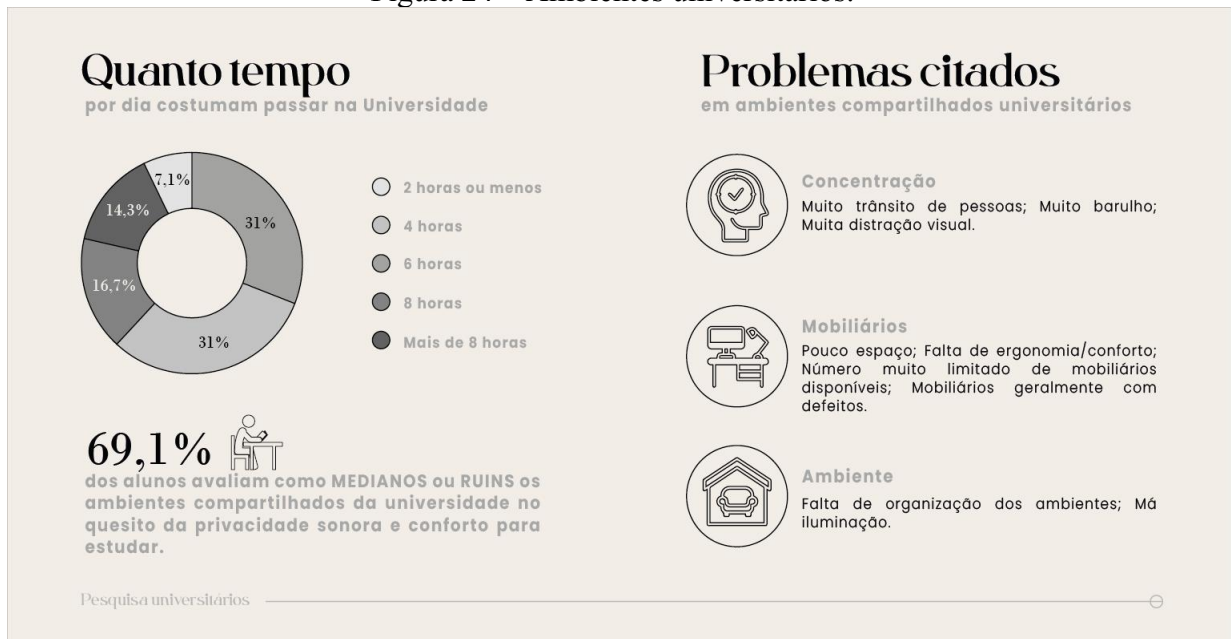 Quanto tempo
por dia costumam passar na Universidade
7,1%
14,3%
31%
16,7%
31%
2 horas ou menos
4 horas
6 horas
8 horas
Mais de 8 horas
69,1%
dos alunos avaliam como MEDIANOS ou RUINS os
ambientes compartilhados da universidade no
quesito da privacidade sonora e conforto para
estudar.
Problemas citados
em ambientes compartilhados universitários
Concentração
Muito trânsito de pessoas; Muito barulho;
Muita distração visual.
Mobiliários
Pouco espaço; Falta de ergonomia/conforto;
Número muito limitado de mobiliários
disponíveis; Mobiliários geralmente com
defeitos.
Ambiente
Falta de organização dos ambientes; Má
iluminação.
Pesquisa universitários